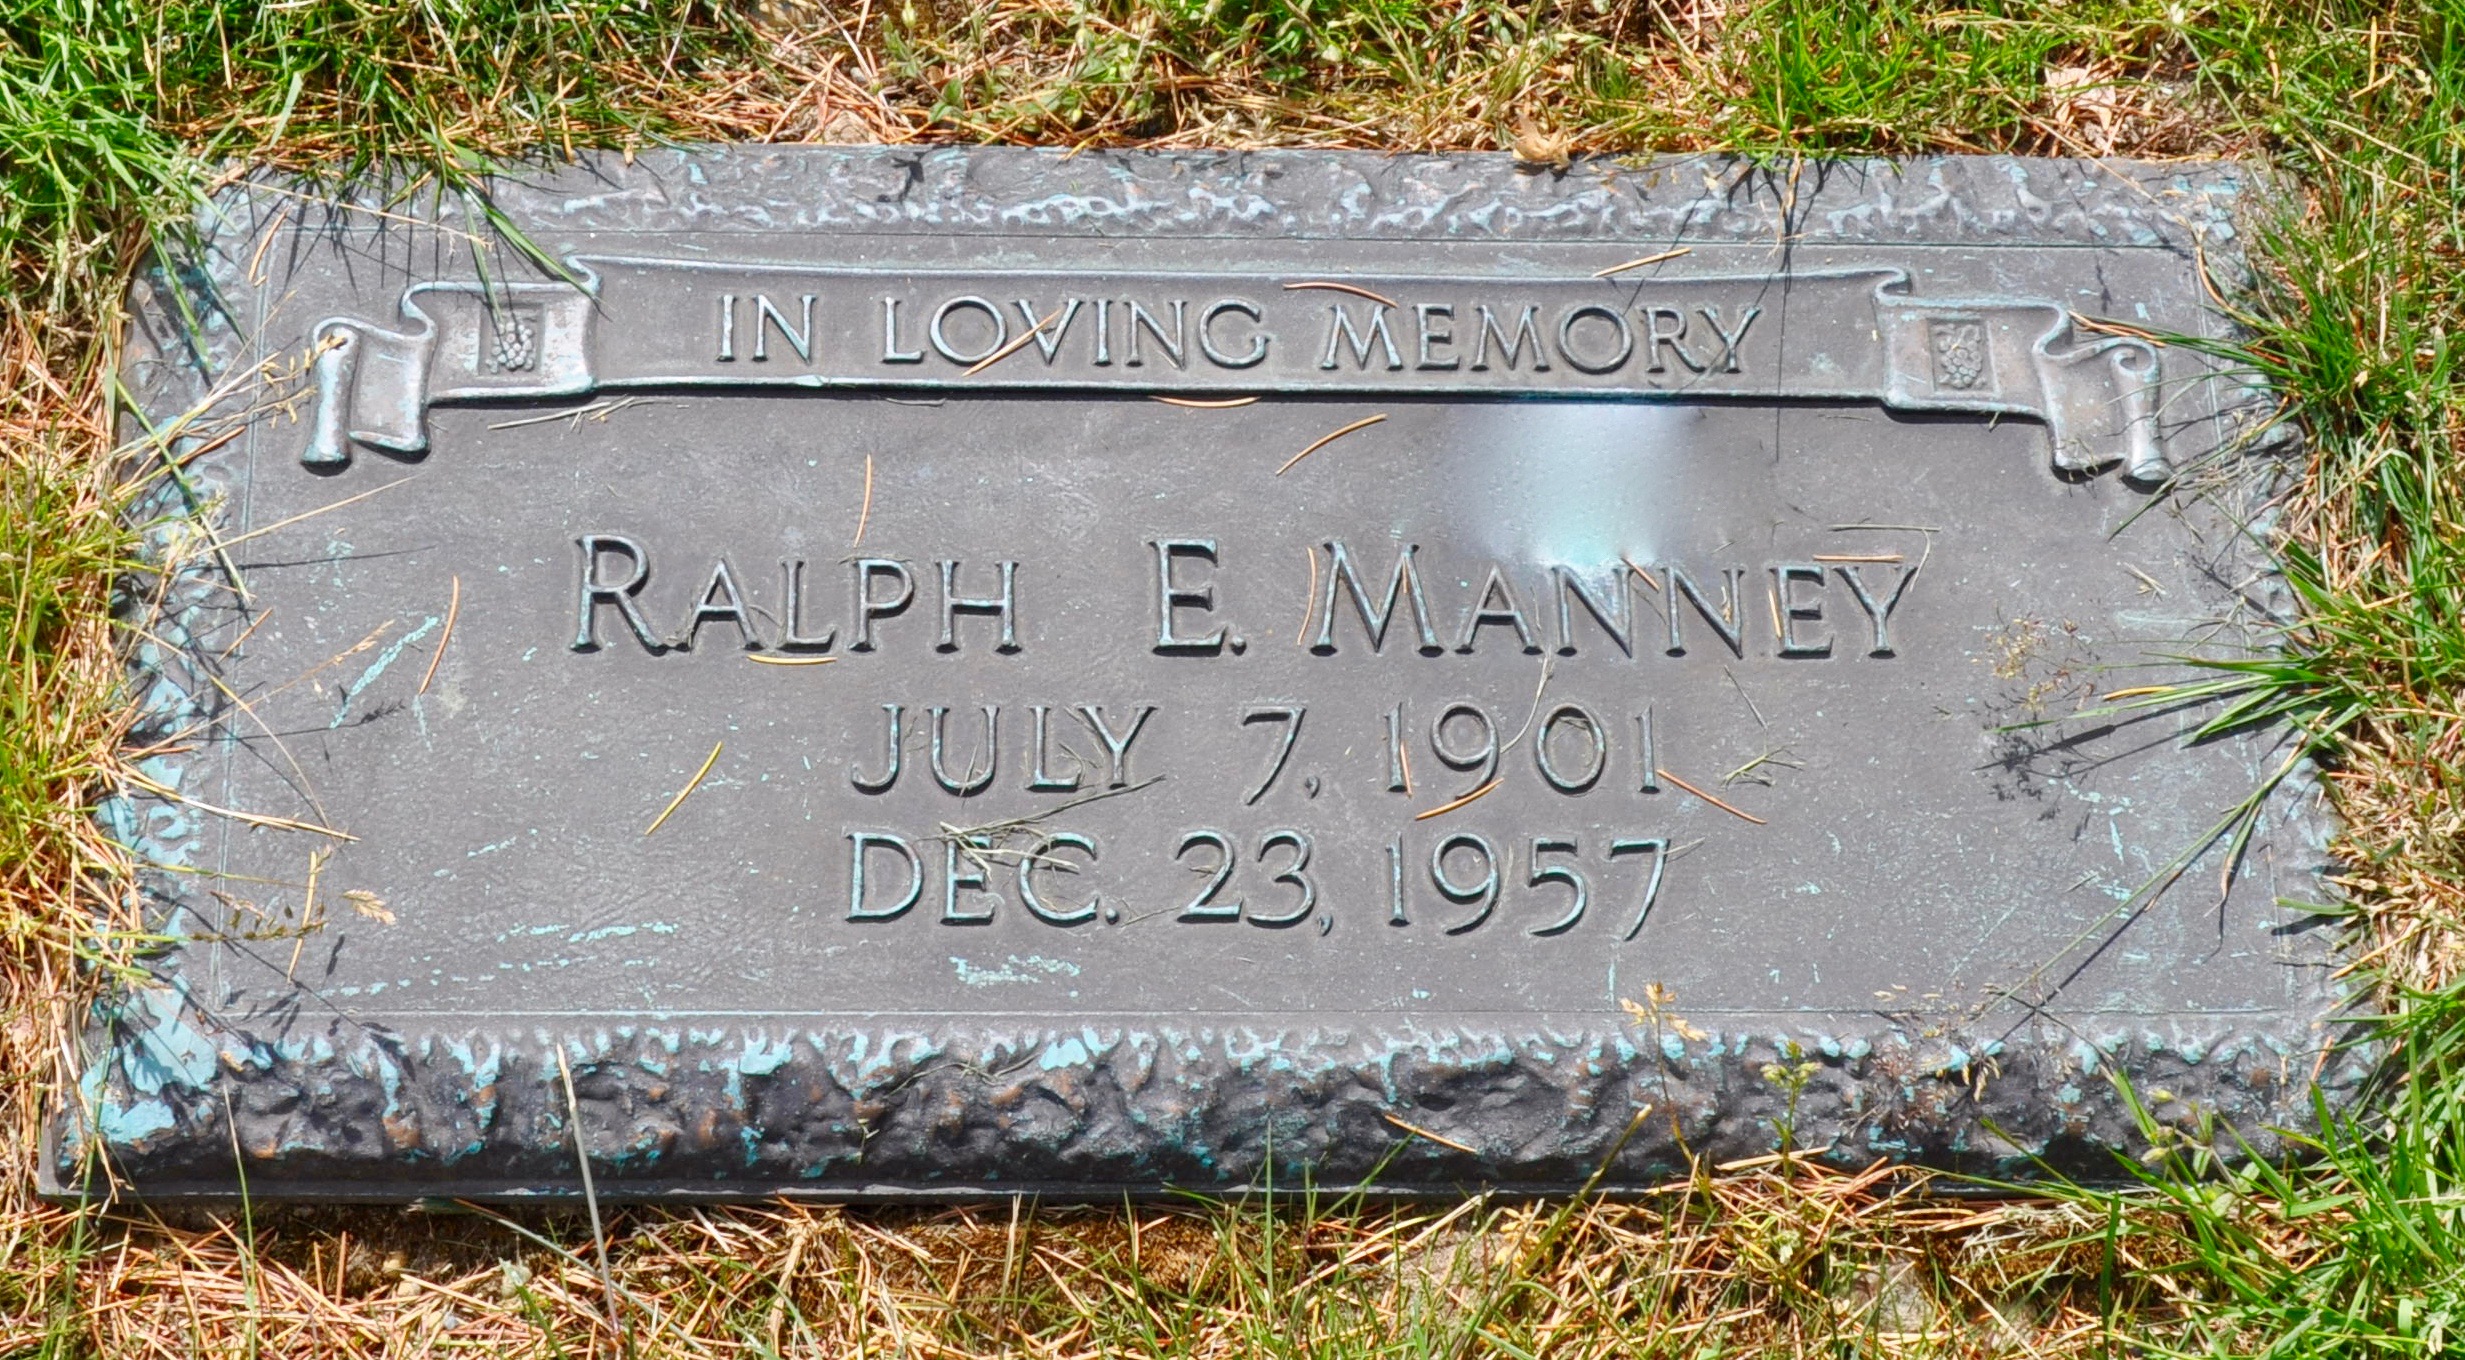 IN LOVING MEMORY
RALPH E. MANNEY
JULY 7, 1901
DEC. 23, 1957